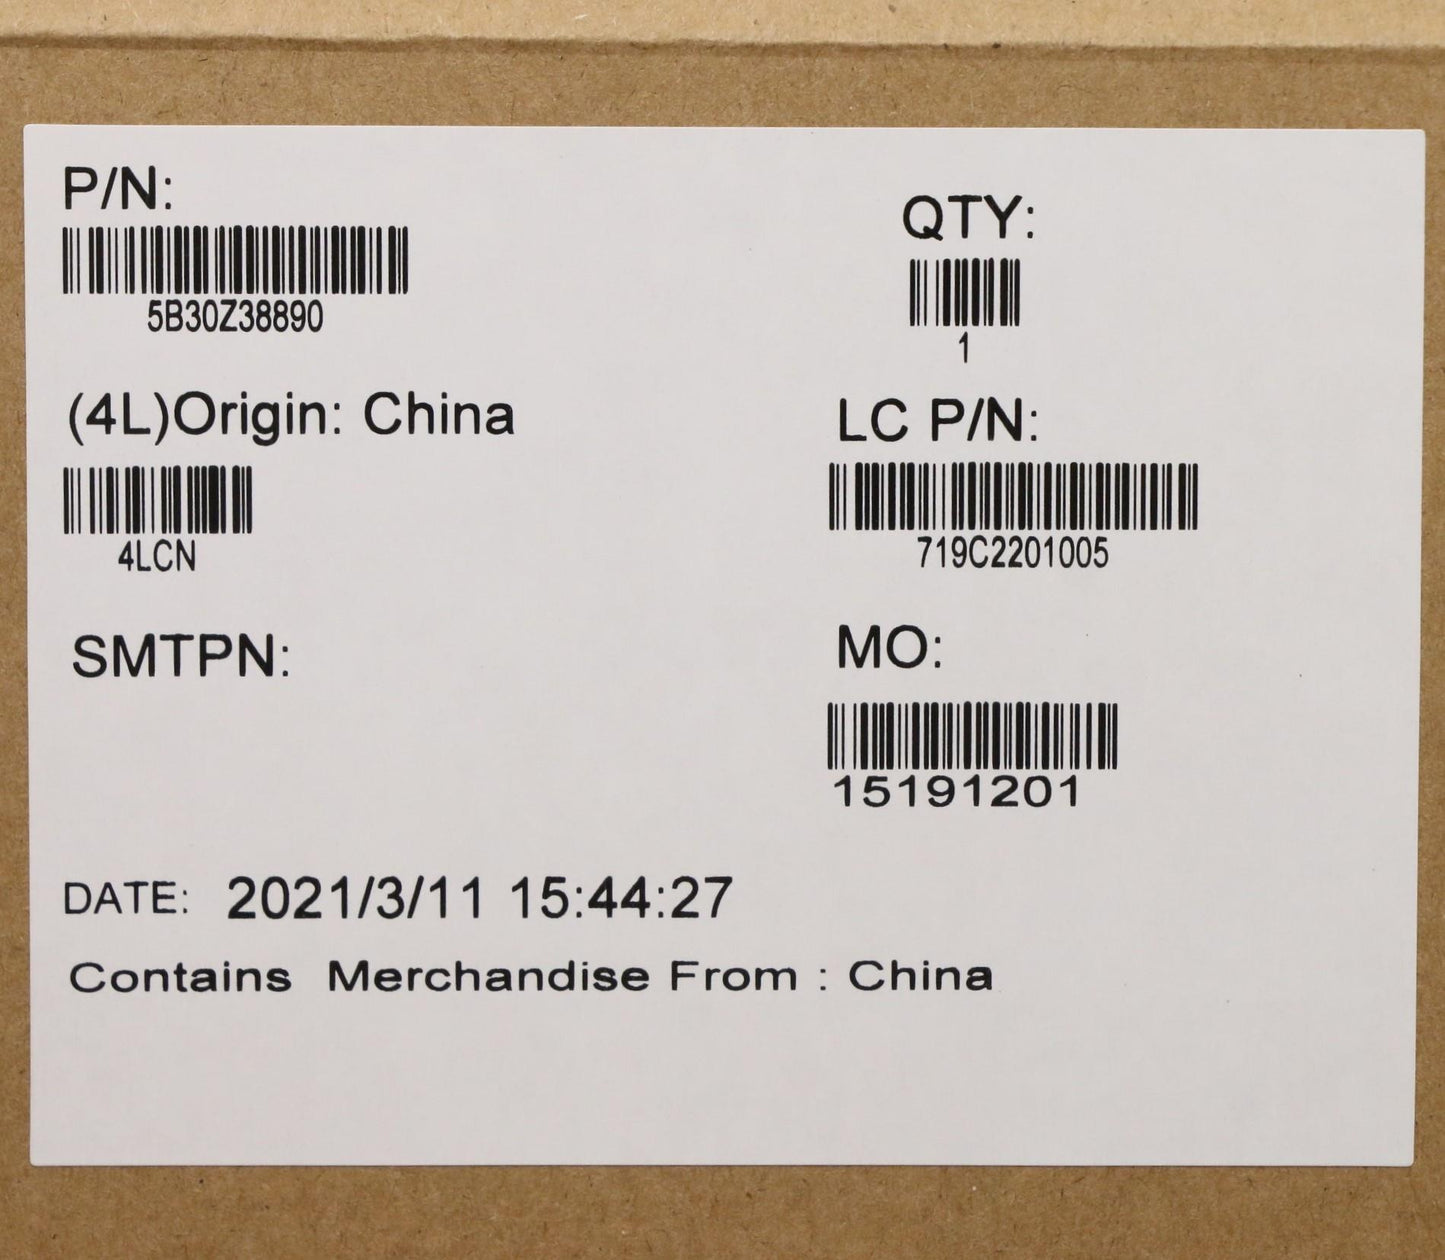 P/N:
5B30Z38890
QTY:
1
(4L)Origin: China
4LCN
LC P/N:
719C2201005
SMTPN:
MO:
15191201
DATE: 2021/3/11 15:44:27
Contains Merchandise From : China